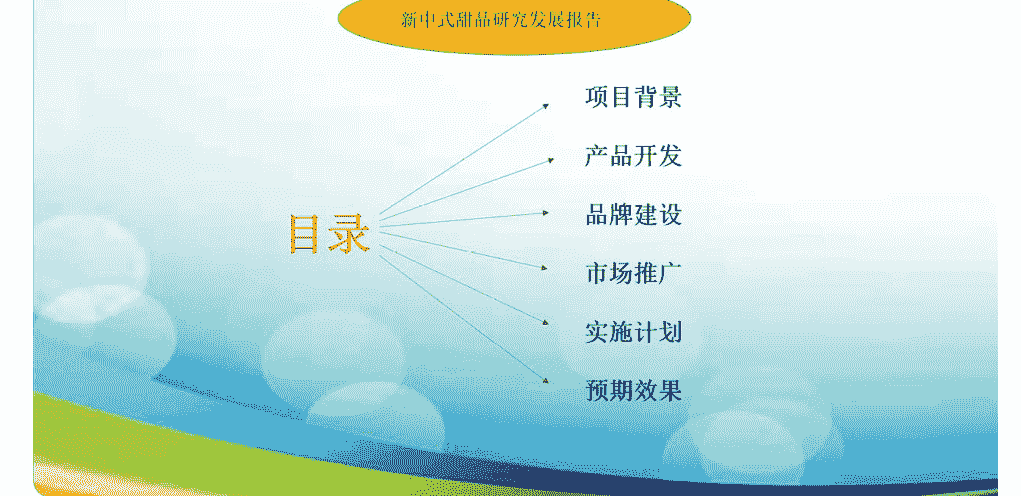 新中式甜品研究发展报告
项目背景
产品开发
品牌建设
目录
市场推广
实施计划
预期效果